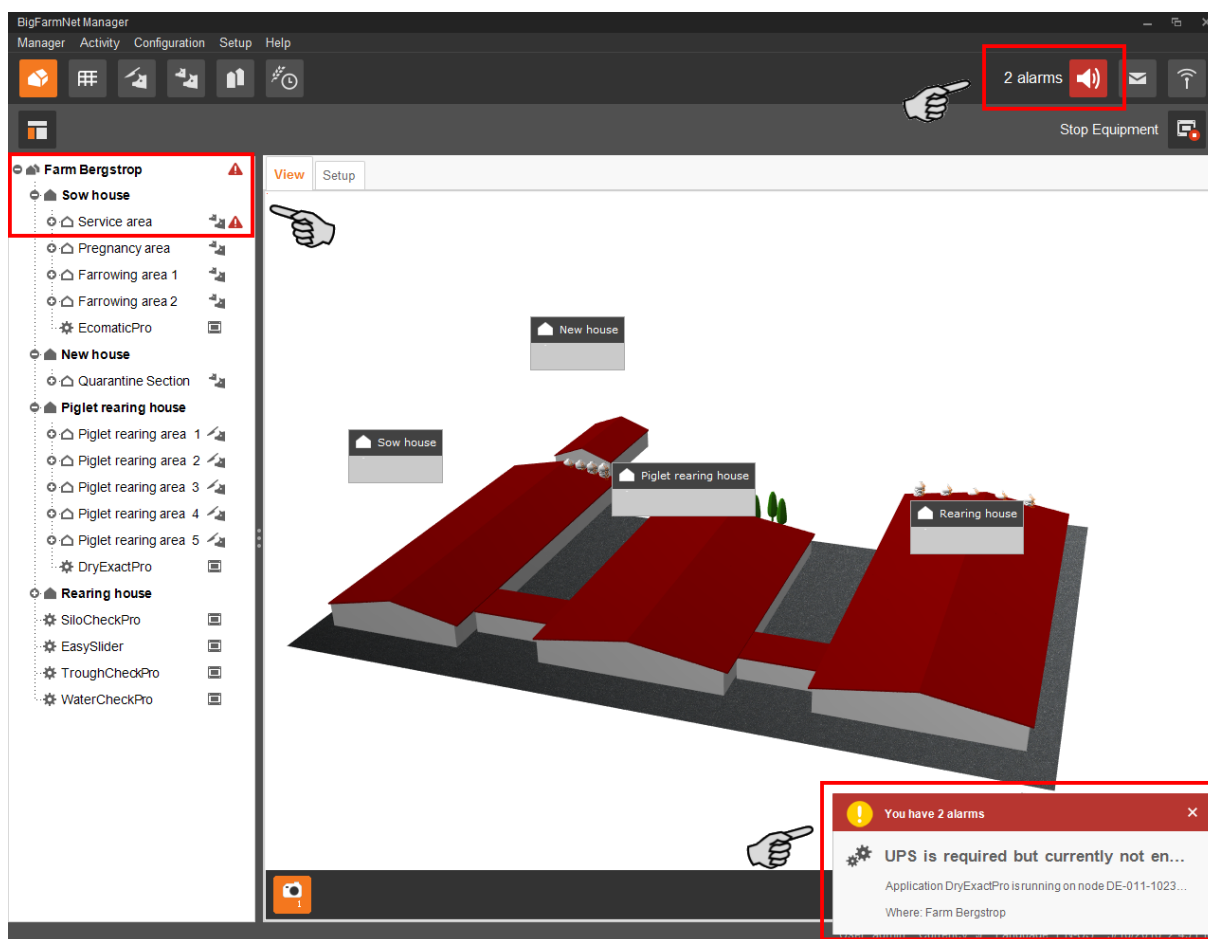 BigFarmNet Manager
Manager Activity Configuration Setup Help
2 alarms
Stop Equipment
Farm Bergstrop
Sow house
Service area
Pregnancy area
Farrowing area 1
Farrowing area 2
EcomaticPro
New house
Quarantine Section
Piglet rearing house
Piglet rearing area 1
Piglet rearing area 2
Piglet rearing area 3
Piglet rearing area 4
Piglet rearing area 5
DryExactPro
Rearing house
SiloCheckPro
EasySlider
TroughCheckPro
WaterCheckPro
View Setup
New house
Sow house
Piglet rearing house
Rearing house
1
You have 2 alarms
UPS is required but currently not en...
Application DryExactPro is running on node DE-011-1023...
Where: Farm Bergstrop